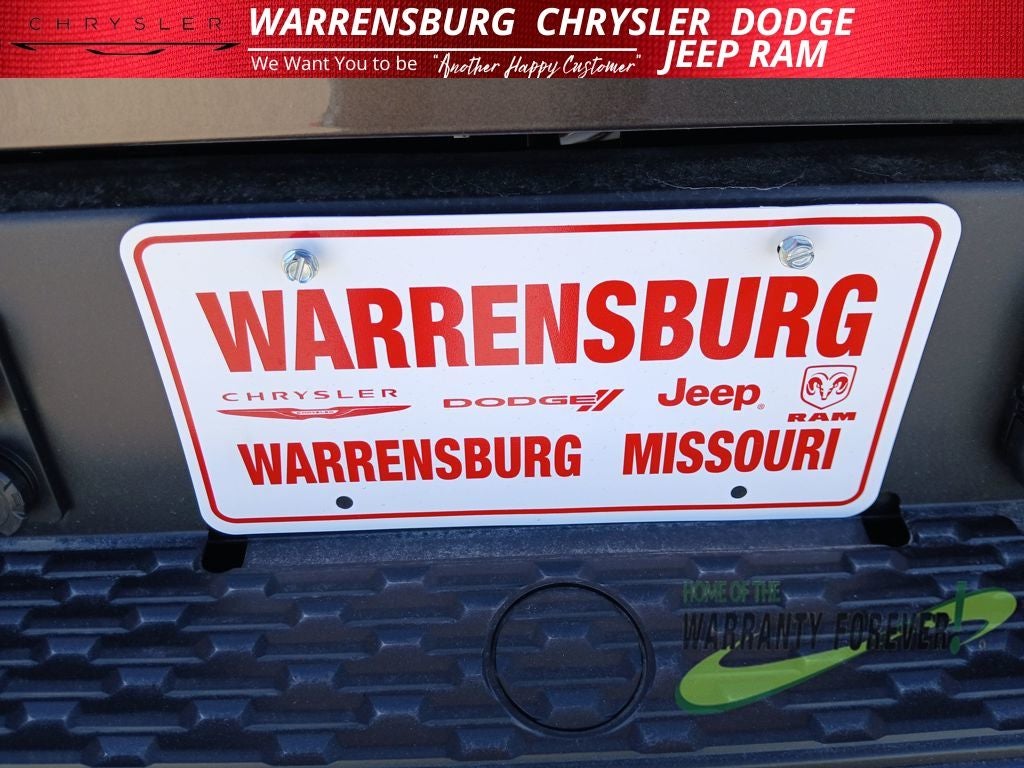 CHRYSLER
WARRENSBURG CHRYSLER DODGE
JEEP RAM
We Want You to be "Another Happy Customer"
WARRENSBURG
CHRYSLER DODGE Jeep® RAM
CHRYSLER
WARRENSBURG MISSOURI
HOME OF THE
WARRANTY FOREVER!